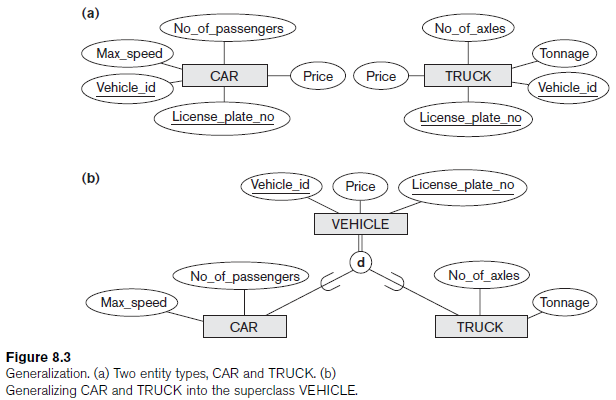 (a)
No_of_passengers
No_of_axles
Max_speed
Tonnage
CAR
Price
Price
TRUCK
Vehicle_id
Vehicle_id
License_plate_no
License_plate_no
(b)
Vehicle_id
Price
License_plate_no
VEHICLE
d
No_of_passengers
No_of_axles
Max_speed
Tonnage
CAR
TRUCK
Figure 8.3
Generalization. (a) Two entity types, CAR and TRUCK. (b)
Generalizing CAR and TRUCK into the superclass VEHICLE.